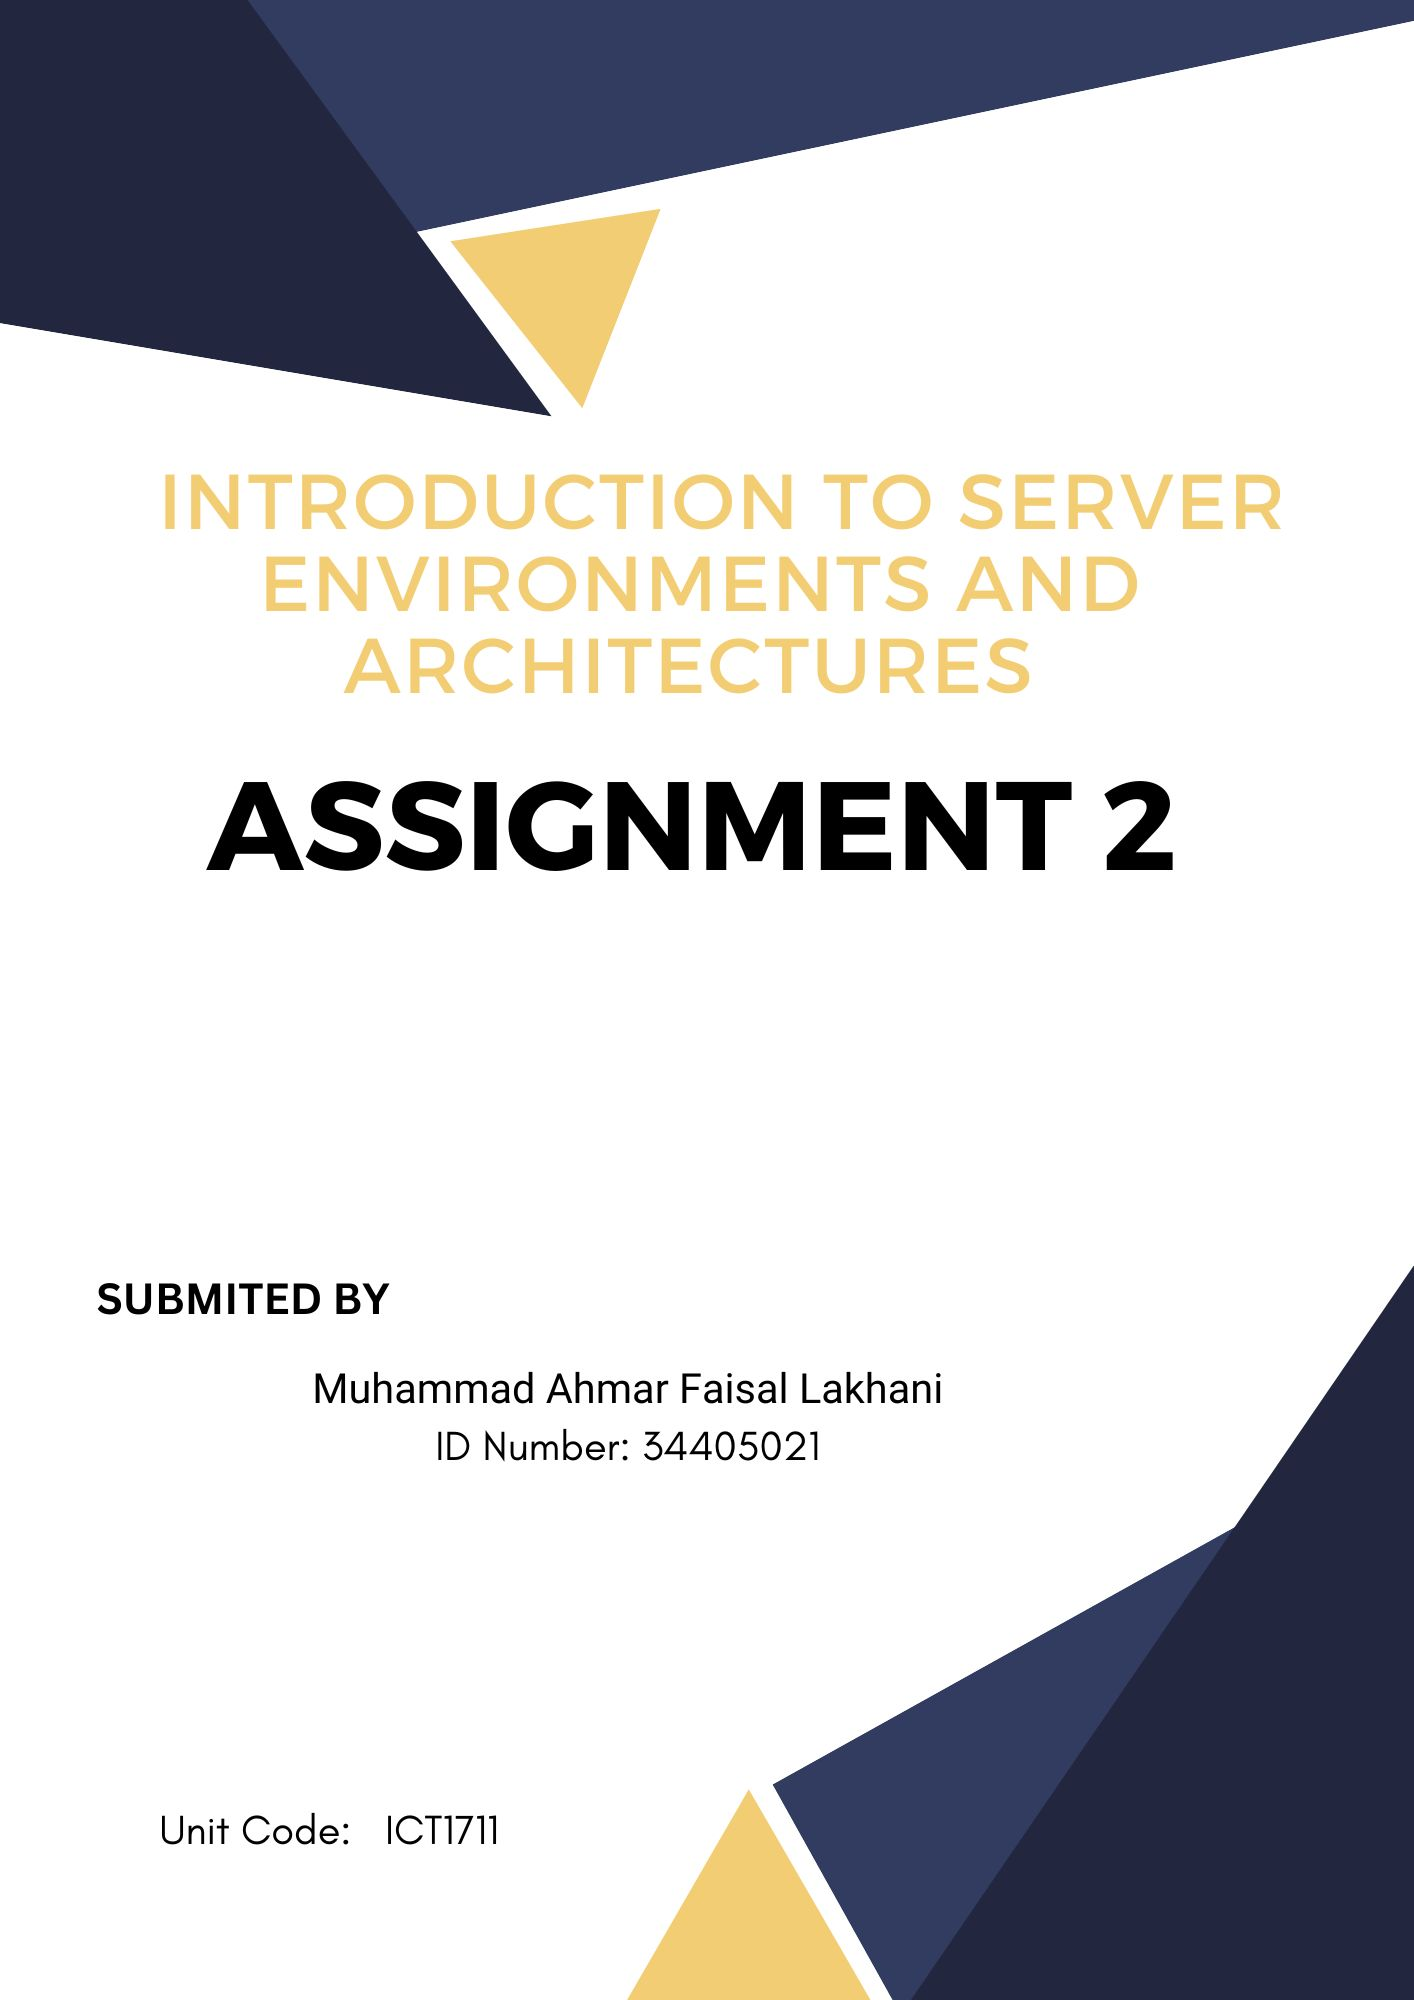 INTRODUCTION TO SERVER
ENVIRONMENTS AND
ARCHITECTURES
ASSIGNMENT 2
SUBMITED BY
Muhammad Ahmar Faisal Lakhani
ID Number: 34405021
Unit Code: ICT1711